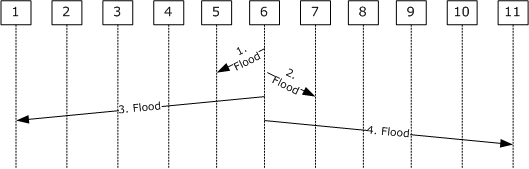 1 2 3 4 5 6 7 8 9 10 11
1. Flood
2. Flood
3. Flood
4. Flood